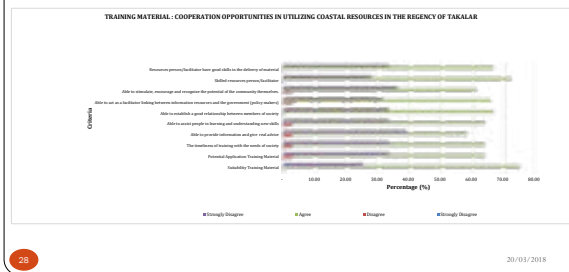 TRAINING MATERIAL : COOPERATION OPPORTUNITIES IN UTILIZING COASTAL RESOURCES IN THE REGENCY OF TAKALAR
Resources person/facilitator have good skills in the delivery of material
Skilled resources person/facilitator
Able to stimulate, encourage and recognize the potential of the community themselves.
Able to act as a facilitator linking between information resources and the government (policy makers)
Able to establish a good relationship between members of society
Able to assist people in learning and understanding new skills
Able to provide information and give real advice
The timeliness of training with the needs of society
Potential Application Training Material
Suitability Training Material
Criteria
- 10.00 20.00 30.00 40.00 50.00 60.00 70.00 80.00
Percentage (%)
Strongly Disagree Agree Disagree Strongly Disagree
28
20/03/2018